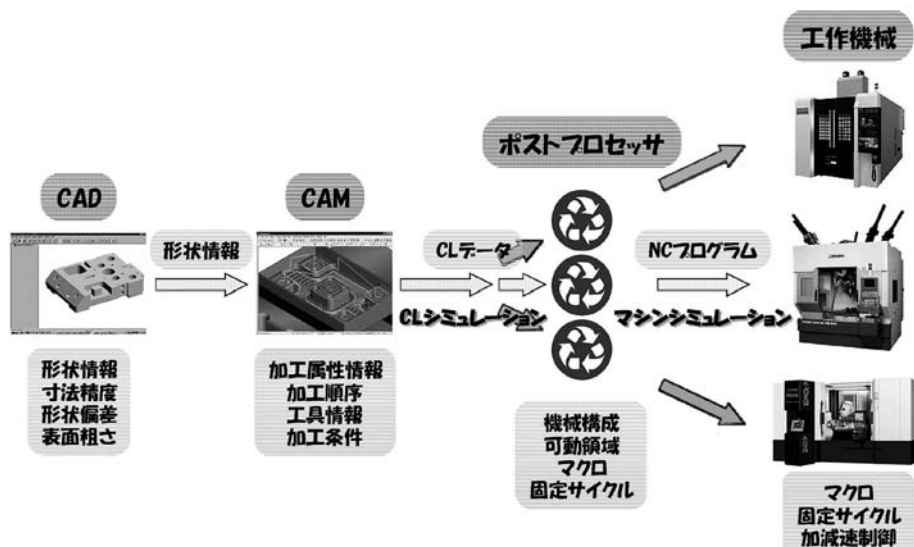 工作機械
ポストプロセッサ
CAD
CAM
形状情報
CLデータ
NCプログラム
CLシミュレーション
マシンシミュレーション
形状情報
寸法精度
形状偏差
表面粗さ
加工属性情報
加工順序
工具情報
加工条件
機械構成
可動領域
マクロ
固定サイクル
マクロ
固定サイクル
加減速制御